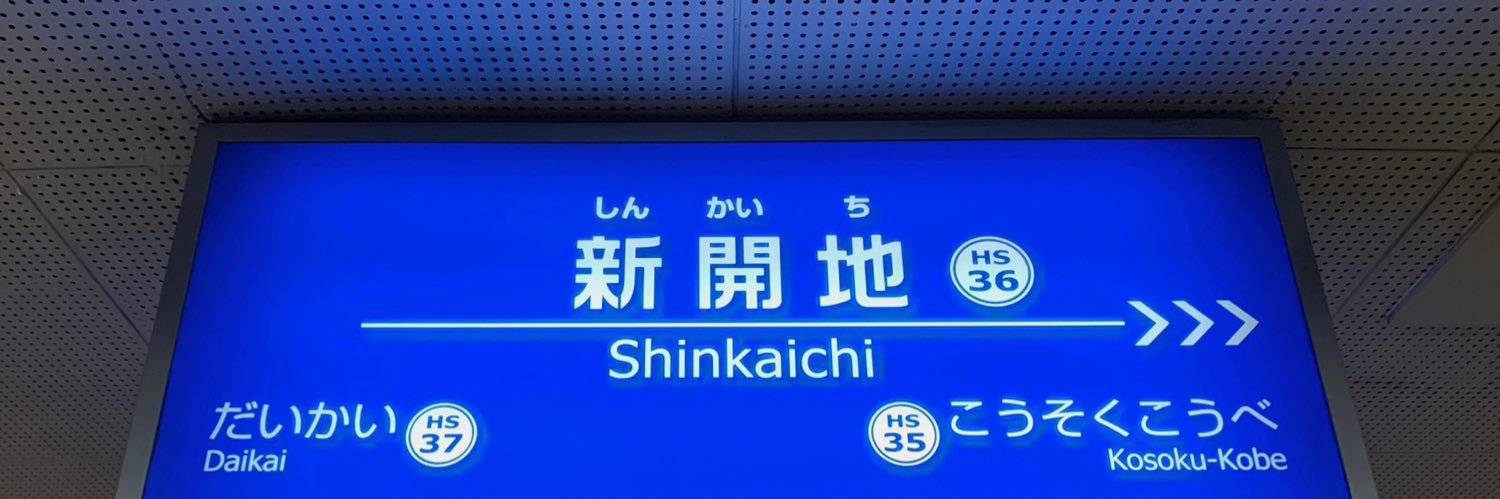 しん かい ち
新開地 HS 36
Shinkaichi
だいかい HS 37
Daikai
HS 35 こうそくこうべ
Kosoku-Kobe